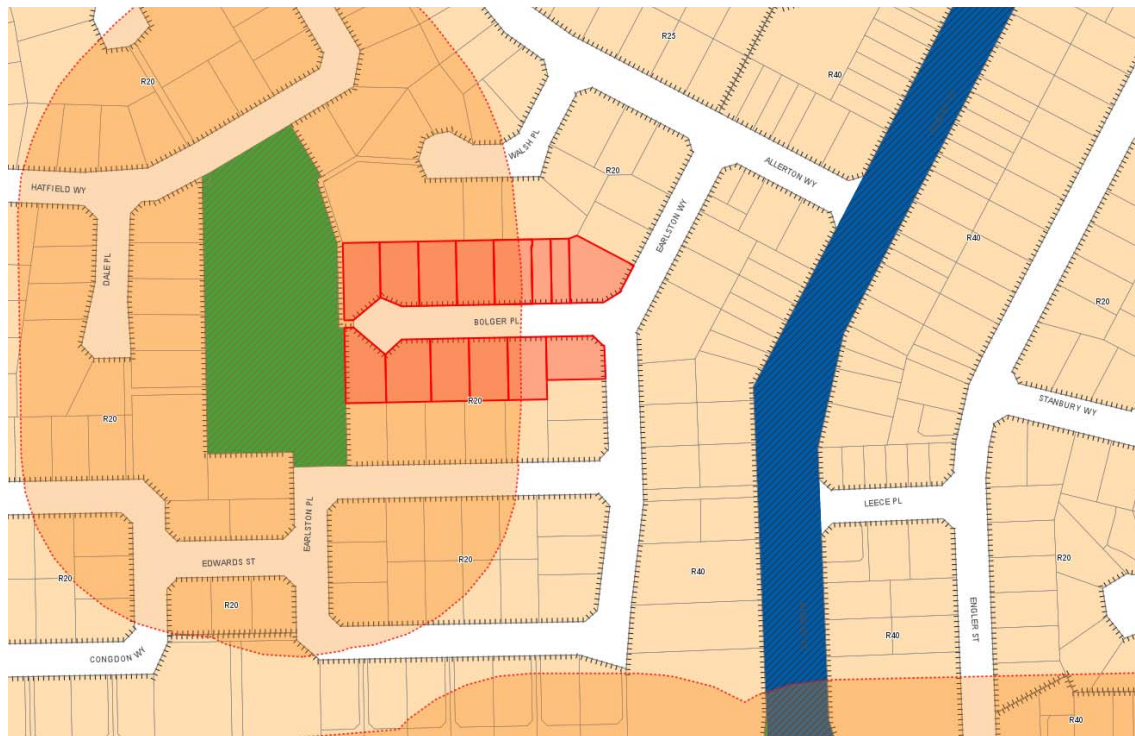 R25
R20
R40
WALSH PL
ALLERTON WY
R20
HATFIELD WY
EARLSTON WY
R40
DALE PL
R20
BOLGER PL
R20
STANBURY WY
R20
LEECE PL
EARLSTON PL
EDWARDS ST
R20
R20
R40
R20
R20
R40
ENGLER ST
CONGDON WY
R40